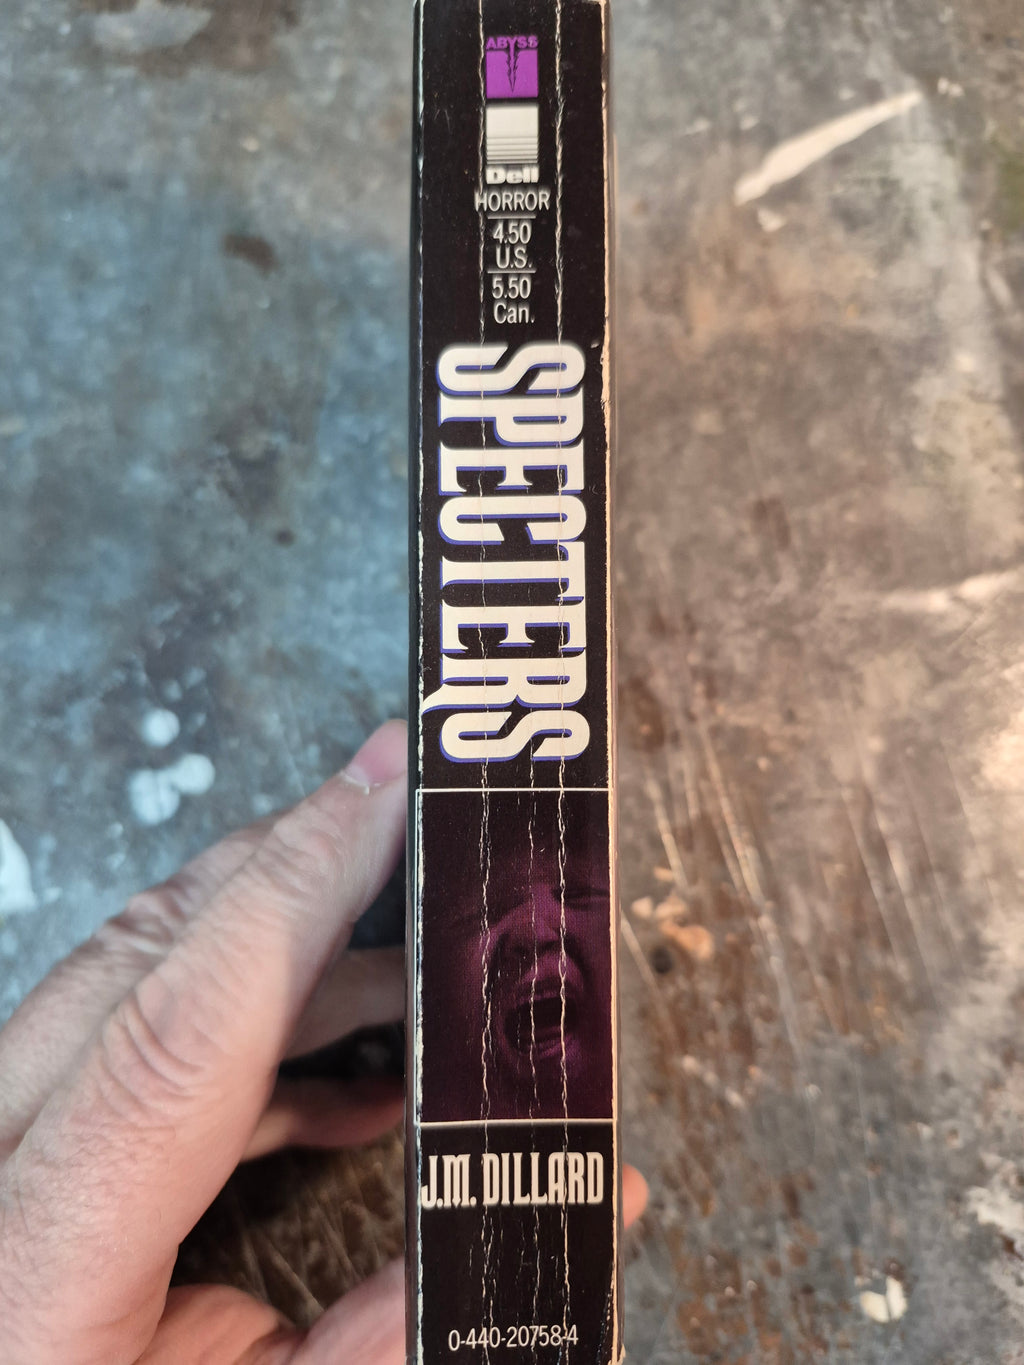 ABYSS
Dell
HORROR
4.50
U.S.
5.50
Can.
SPECTERS
J.M. DILLARD
0-440-20758-4